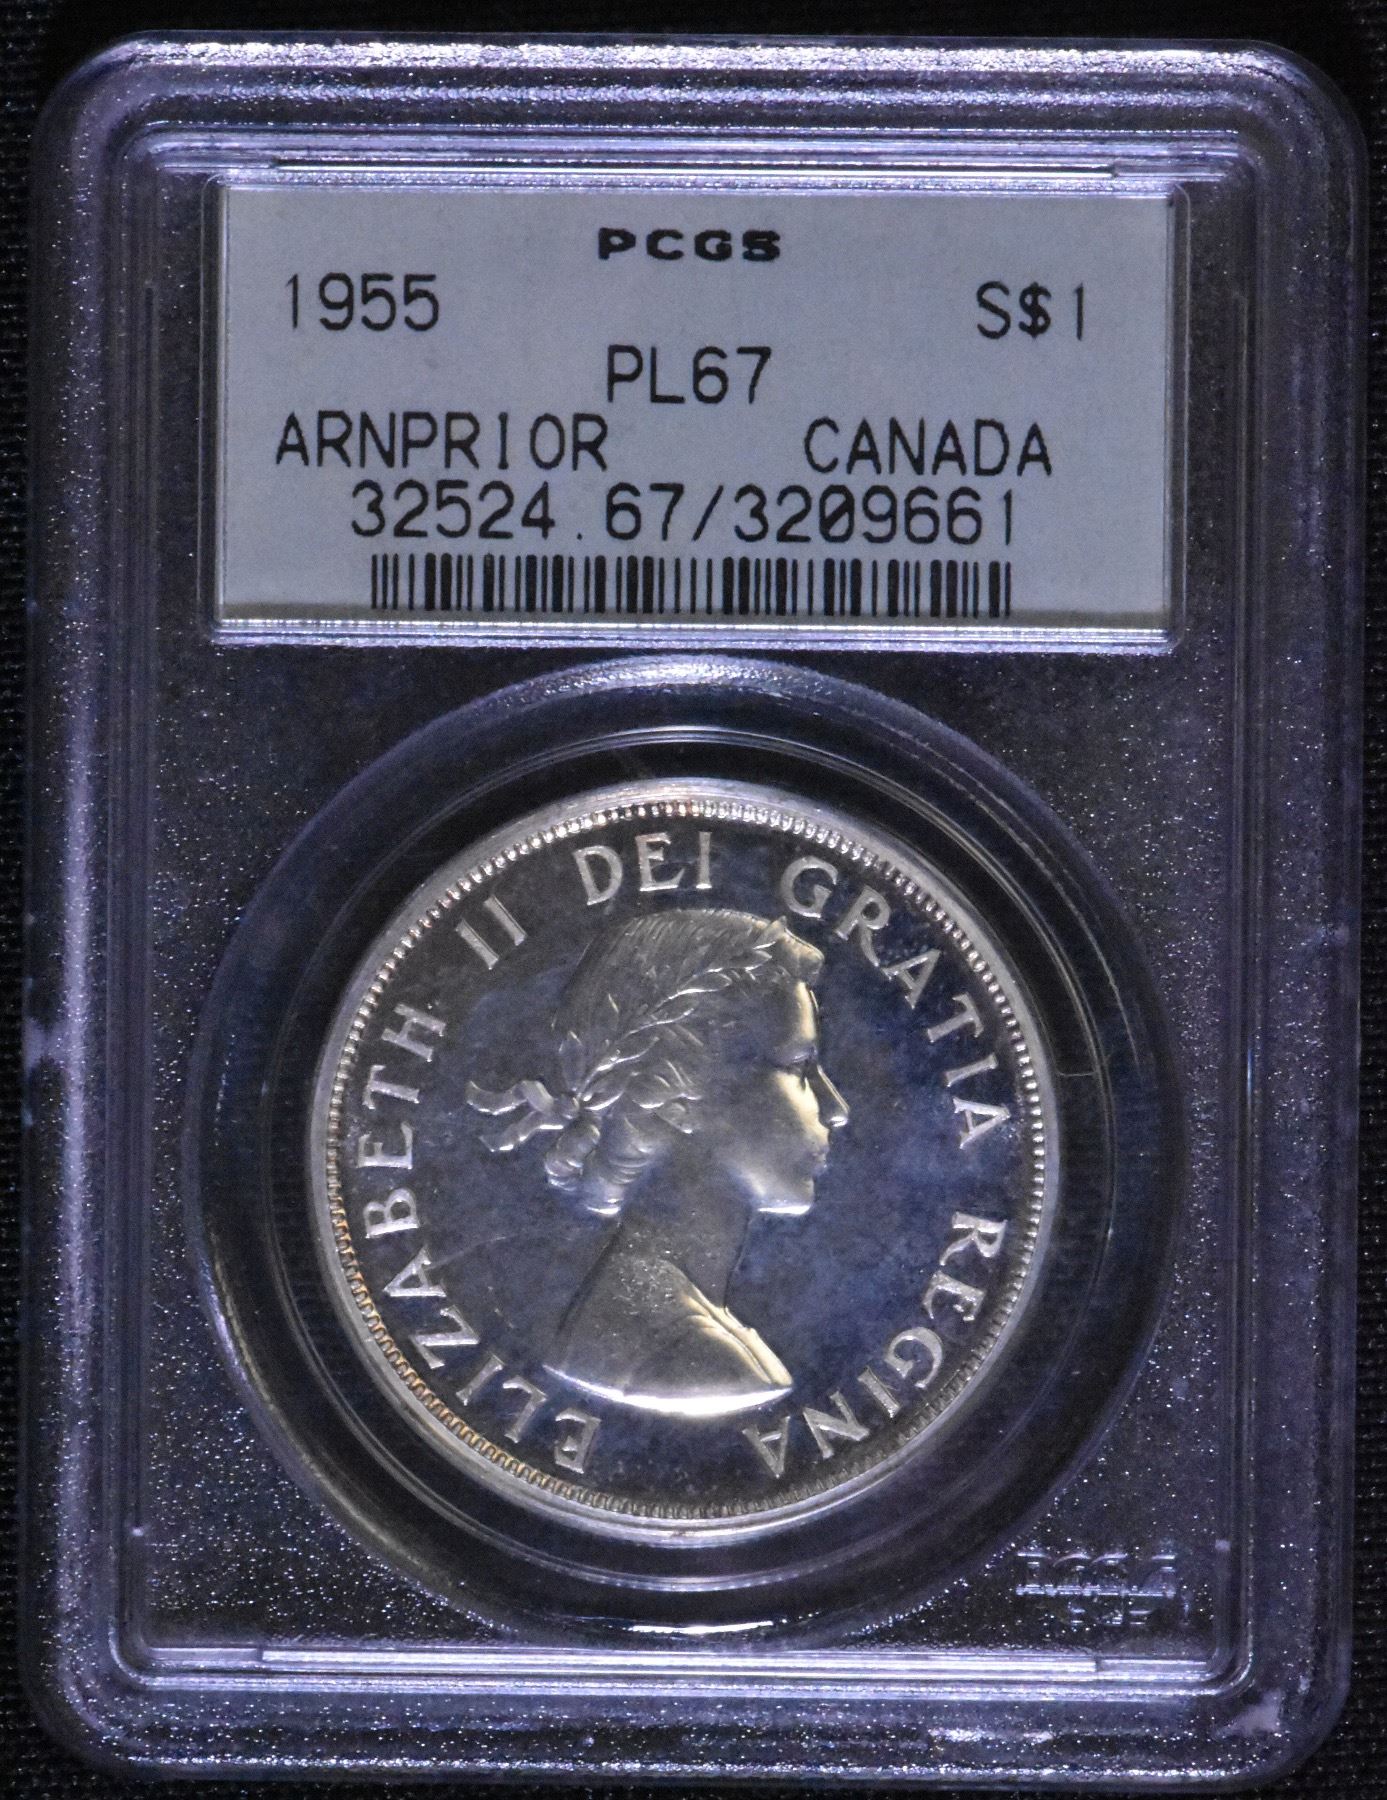 PCGS
1955 S$1
PL67
ARNPRIOR CANADA
32524.67/3209661
ELIZABETH II DEI GRATIA REGINA